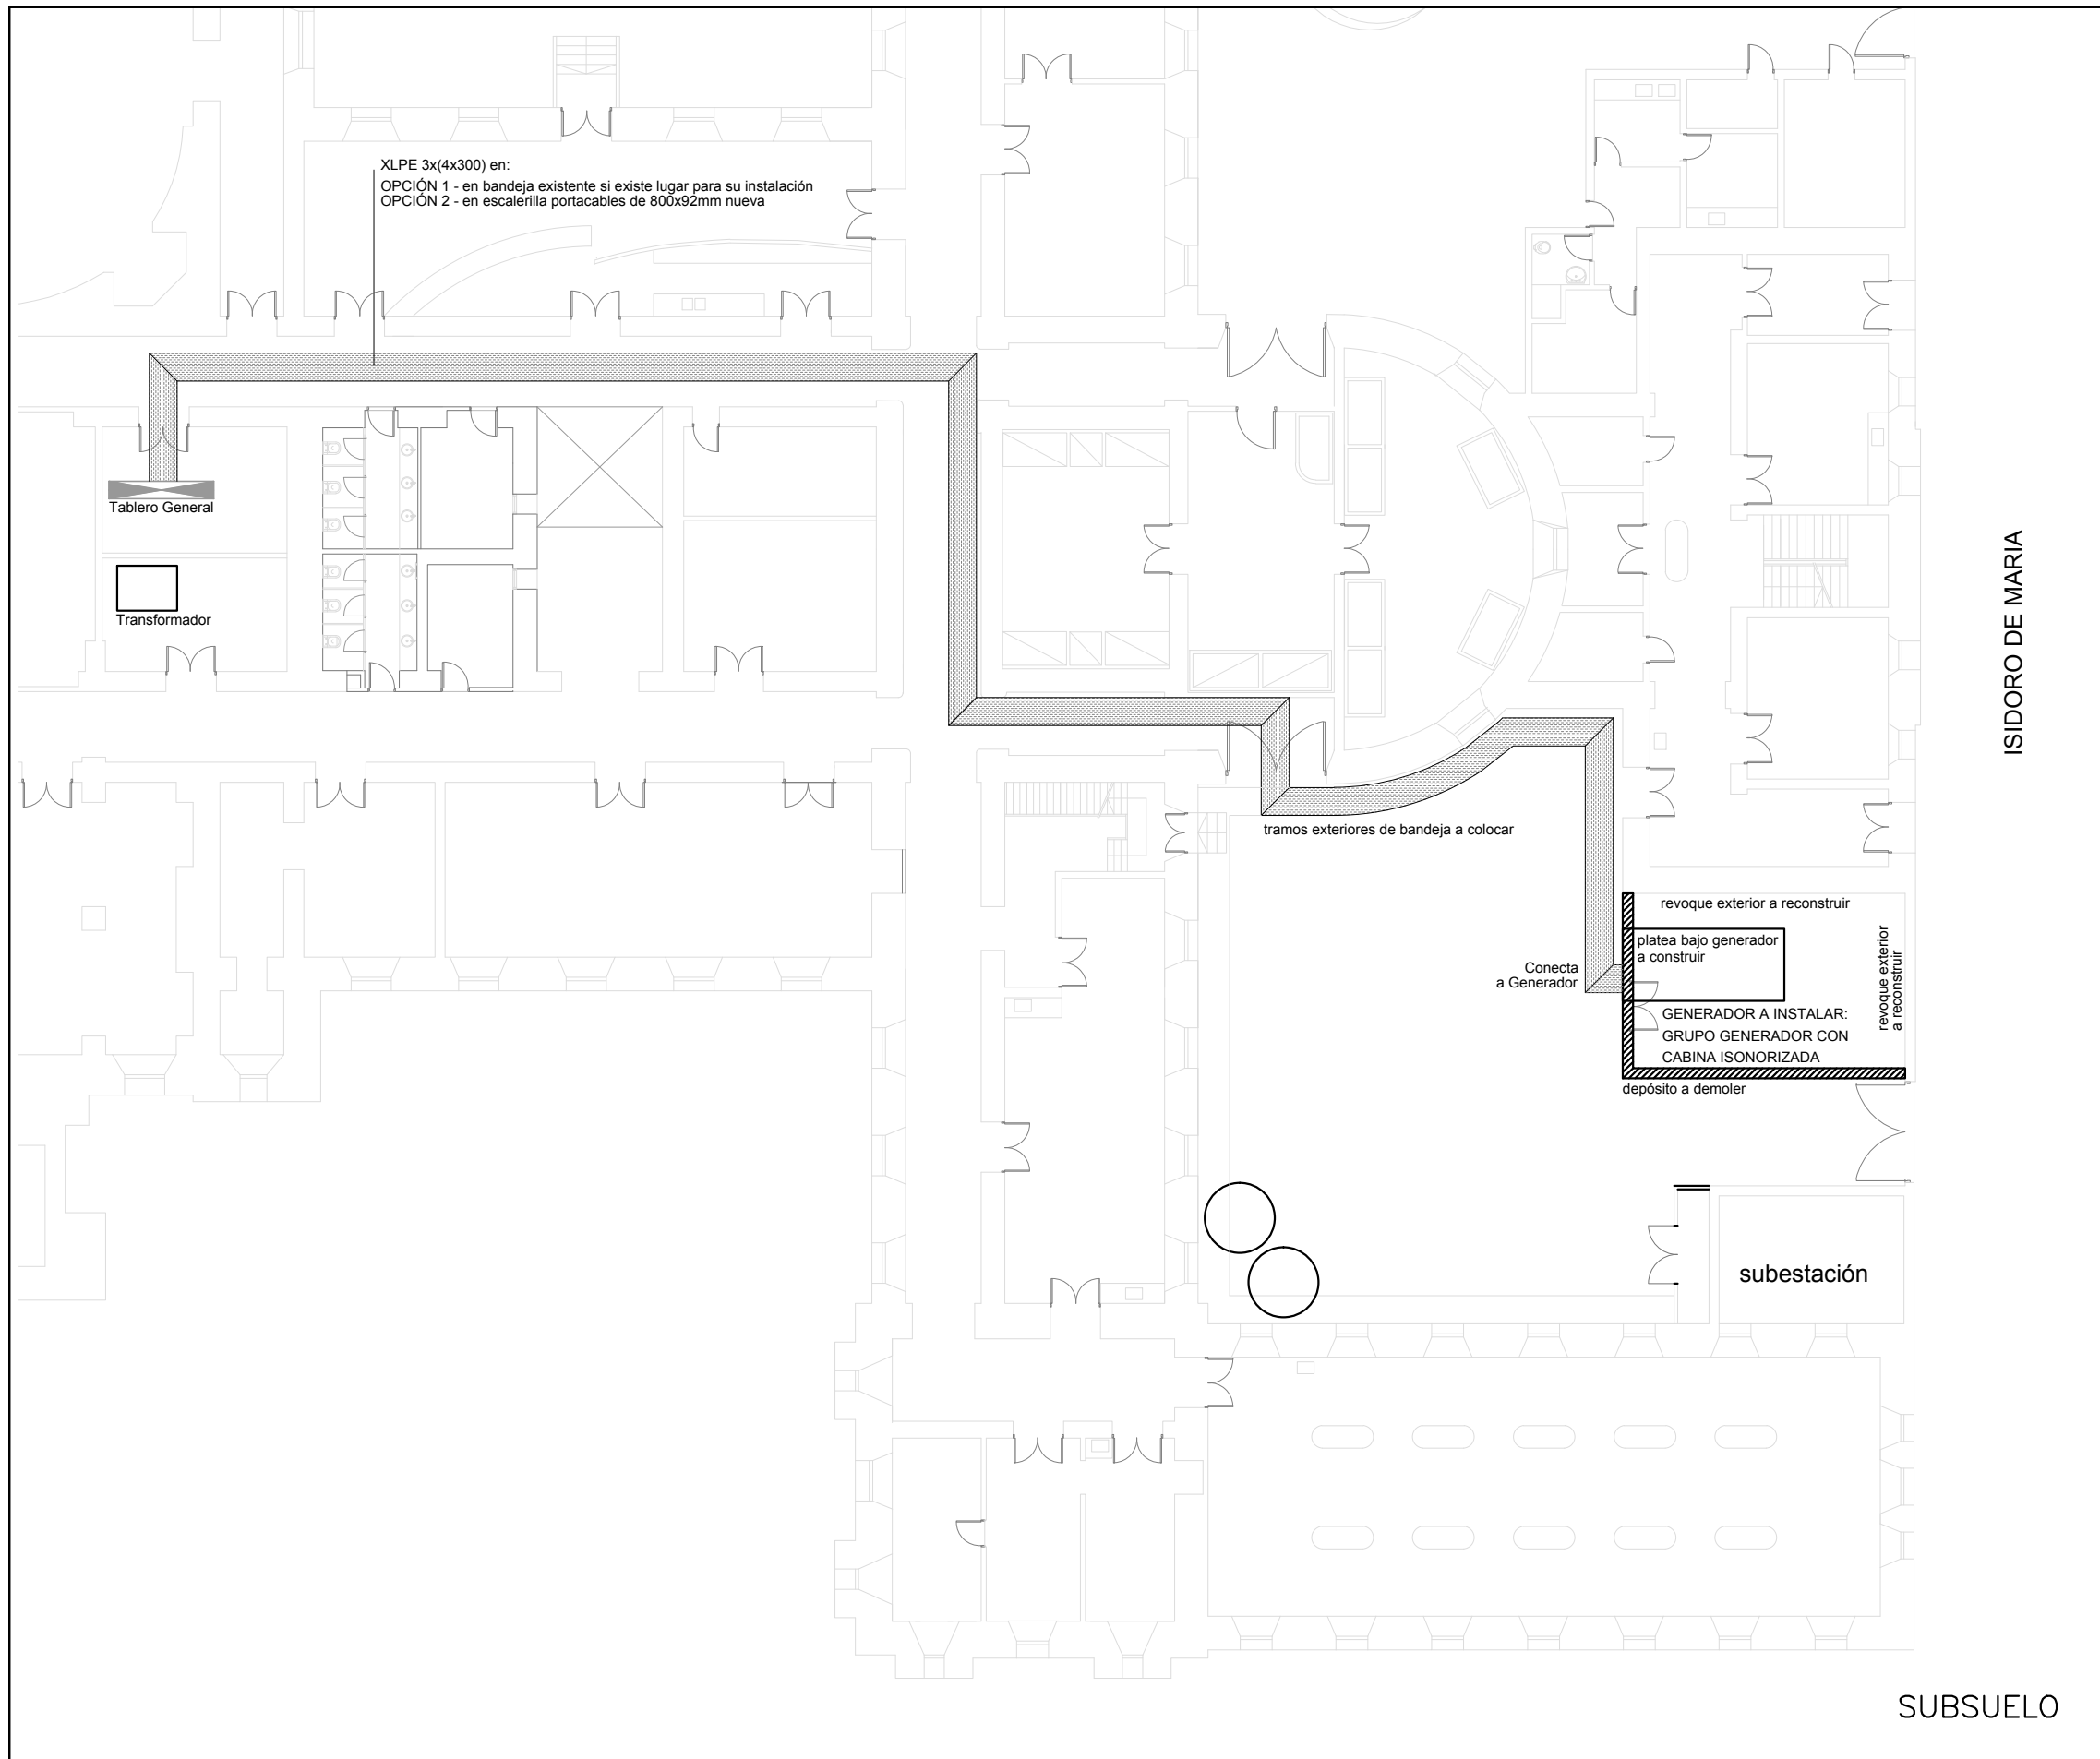 XLPE 3x(4x300) en:
OPCIÓN 1 - en bandeja existente si existe lugar para su instalación
OPCIÓN 2 - en escalerilla portacables de 800x92mm nueva
Tablero General
Transformador
ISIDORO DE MARIA
tramos exteriores de bandeja a colocar
revoque exterior a reconstruir
platea bajo generador
a construir
revoque exterior
a reconstruir
Conecta
a Generador
GENERADOR A INSTALAR:
GRUPO GENERADOR CON
CABINA ISONORIZADA
depósito a demoler
subestación
SUBSUELO